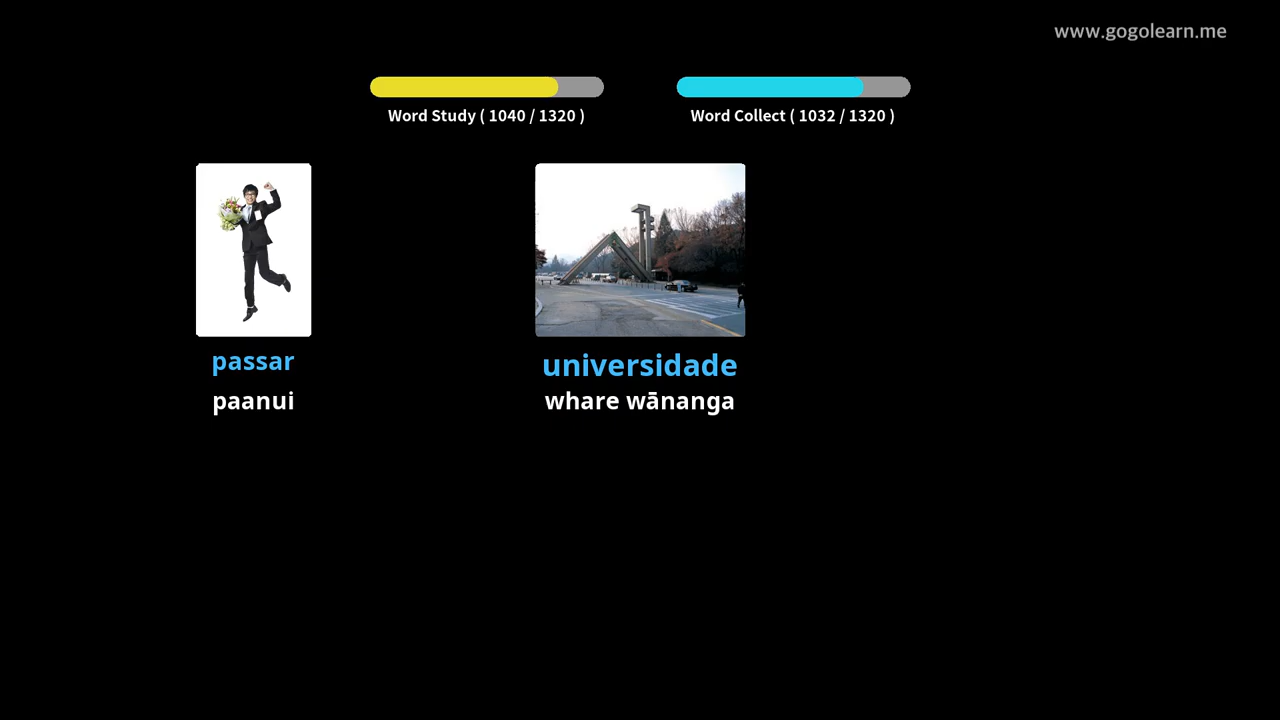 www.gogolearn.me
Word Study ( 1040 / 1320 )
Word Collect ( 1032 / 1320 )
passar
paanui
universidade
whare wānanga